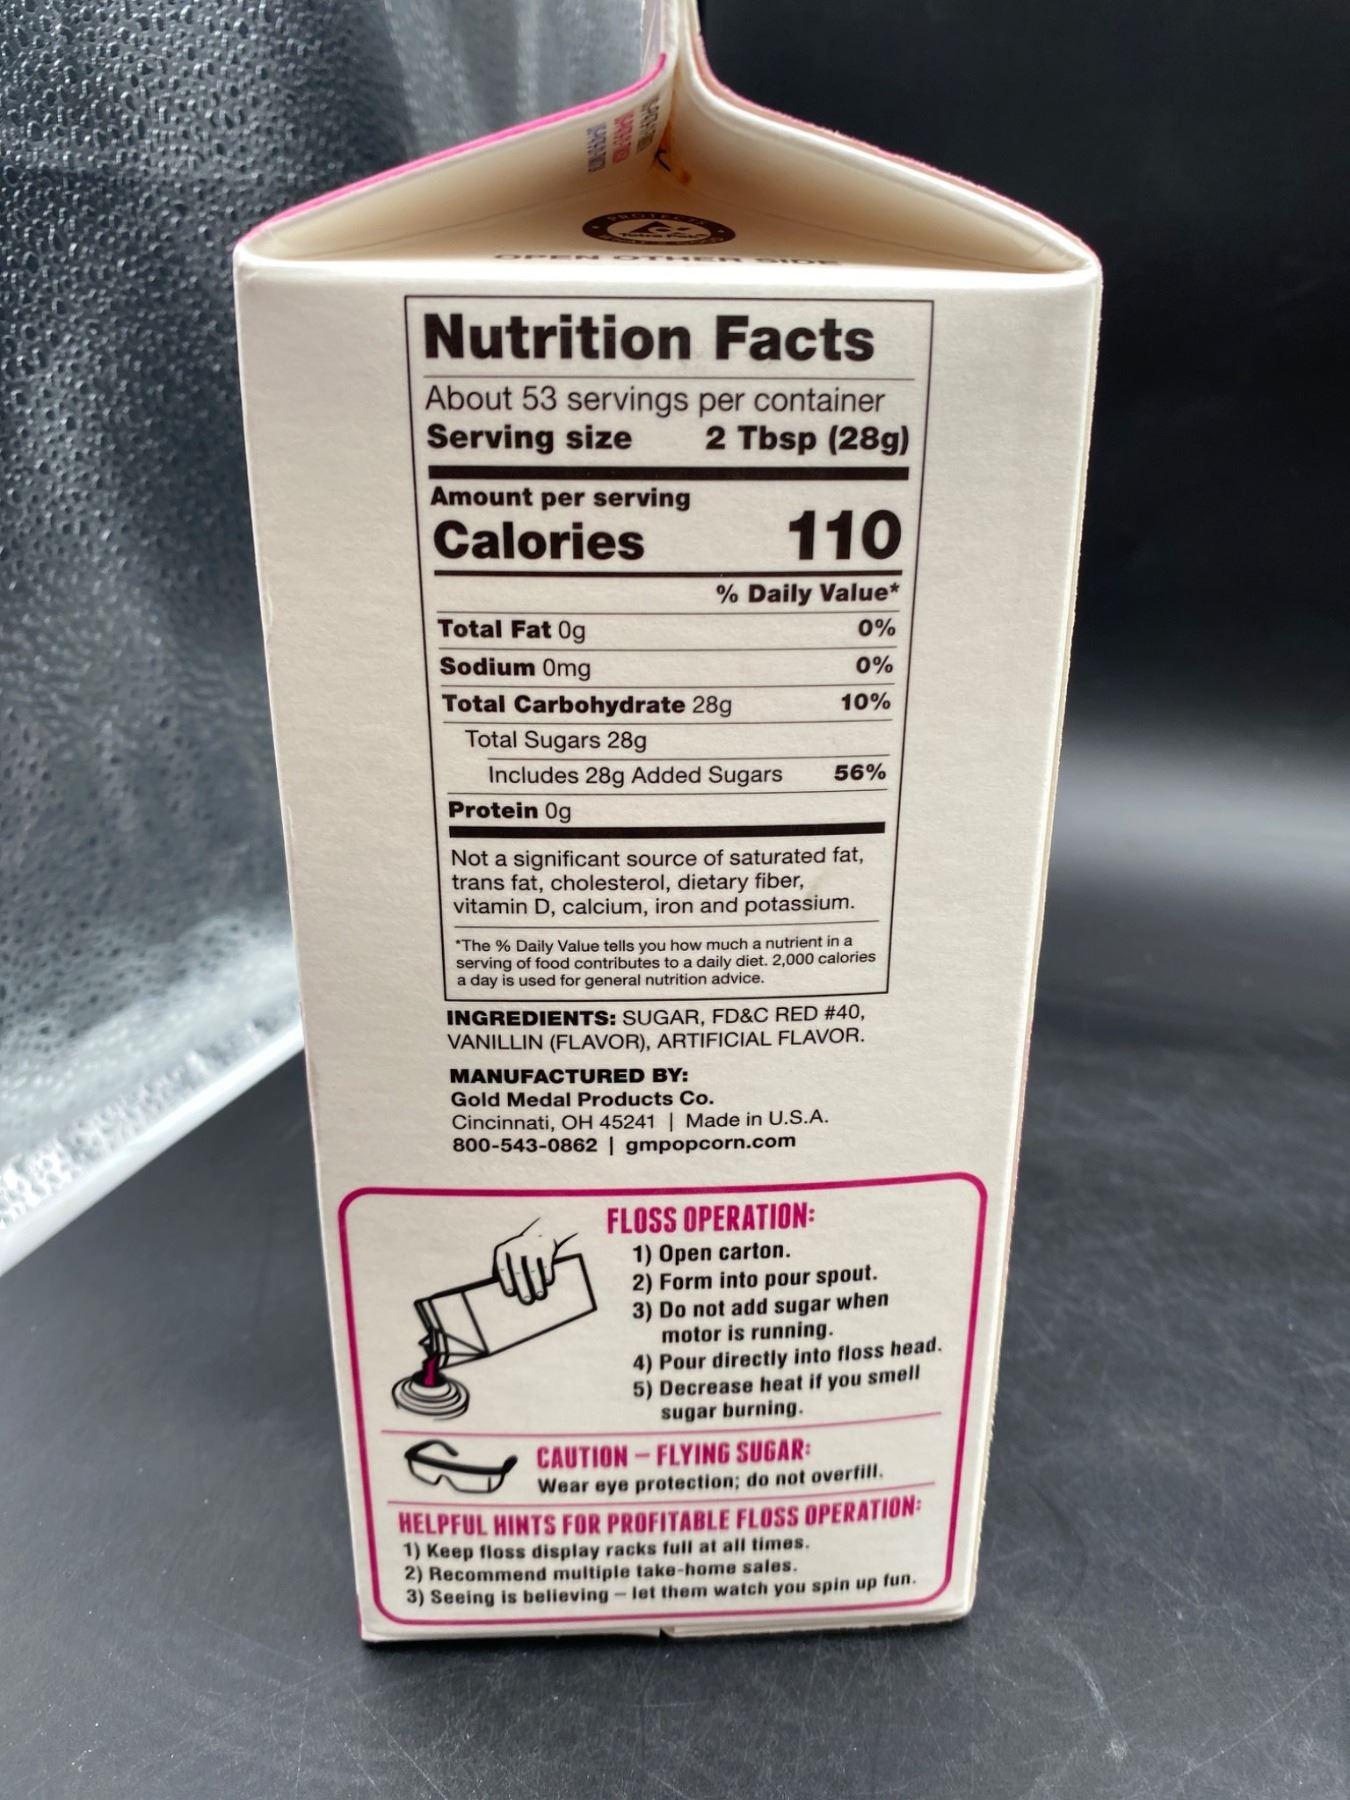 PROTECTS
Tetra Pak
OPEN OTHER SIDE
Nutrition Facts
About 53 servings per container
Serving size 2 Tbsp (28g)
Amount per serving
Calories 110
% Daily Value*
Total Fat 0g 0%
Sodium 0mg 0%
Total Carbohydrate 28g 10%
Total Sugars 28g
Includes 28g Added Sugars 56%
Protein 0g
Not a significant source of saturated fat,
trans fat, cholesterol, dietary fiber,
vitamin D, calcium, iron and potassium.
*The % Daily Value tells you how much a nutrient in a
serving of food contributes to a daily diet. 2,000 calories
a day is used for general nutrition advice.
INGREDIENTS: SUGAR, FD&C RED #40,
VANILLIN (FLAVOR), ARTIFICIAL FLAVOR.
MANUFACTURED BY:
Gold Medal Products Co.
Cincinnati, OH 45241 | Made in U.S.A.
800-543-0862 | gmpopcorn.com
FLOSS OPERATION:
1) Open carton.
2) Form into pour spout.
3) Do not add sugar when
motor is running.
4) Pour directly into floss head.
5) Decrease heat if you smell
sugar burning.
CAUTION – FLYING SUGAR:
Wear eye protection; do not overfill.
HELPFUL HINTS FOR PROFITABLE FLOSS OPERATION:
1) Keep floss display racks full at all times.
2) Recommend multiple take-home sales.
3) Seeing is believing – let them watch you spin up fun.